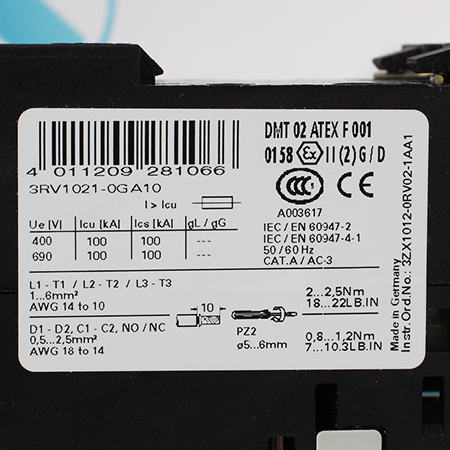 4 011209 281066
3RV1021-0GA10
I > Icu
Ue [V] Icu [kA] Ics [kA] gL / gG
400 100 100 ---
690 100 100 ---
DMT 02 ATEX F 001
0158 Ex II (2) G / D
CCC
A003617
IEC / EN 60947-2
IEC / EN 60947-4-1
50 / 60 Hz
CAT. A / AC-3
L1 - T1 / L2 - T2 / L3 - T3
1...6mm²
AWG 14 to 10
2...2,5Nm
18...22LB.IN
D1 - D2, C1 - C2, NO / NC
0,5...2,5mm²
AWG 18 to 14
10
PZ2
ø5...6mm
0,8...1,2Nm
7...10.3LB.IN
Made in Germany
Instr.Ord.No.: 3ZX1012-0RV02-1AA1